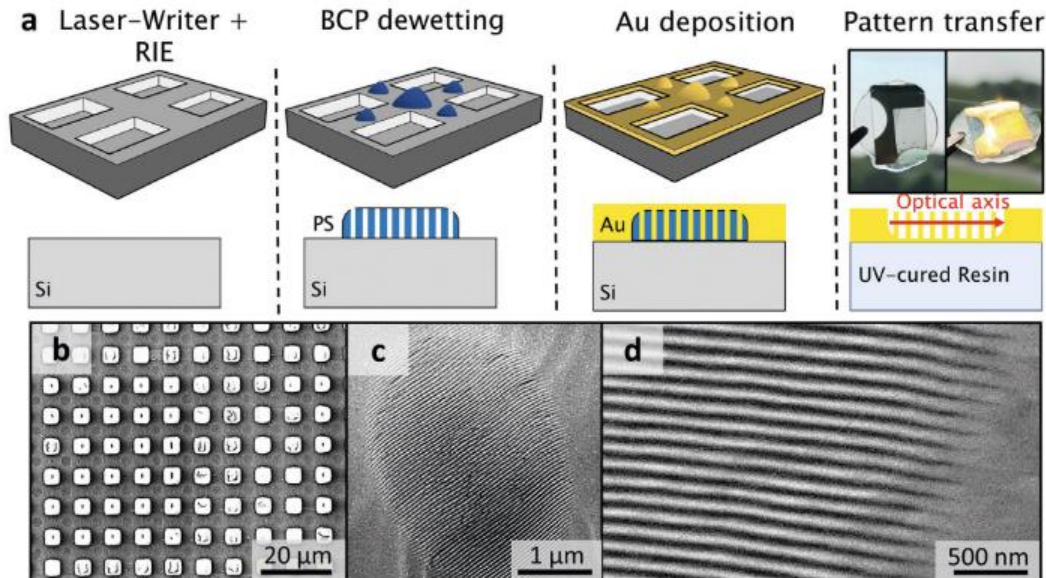 a Laser-Writer +
RIE
BCP dewetting
Au deposition
Pattern transfer
PS
Si
Si
Au
Si
Optical axis
UV-cured Resin
b
20 μm
c
1 μm
d
500 nm